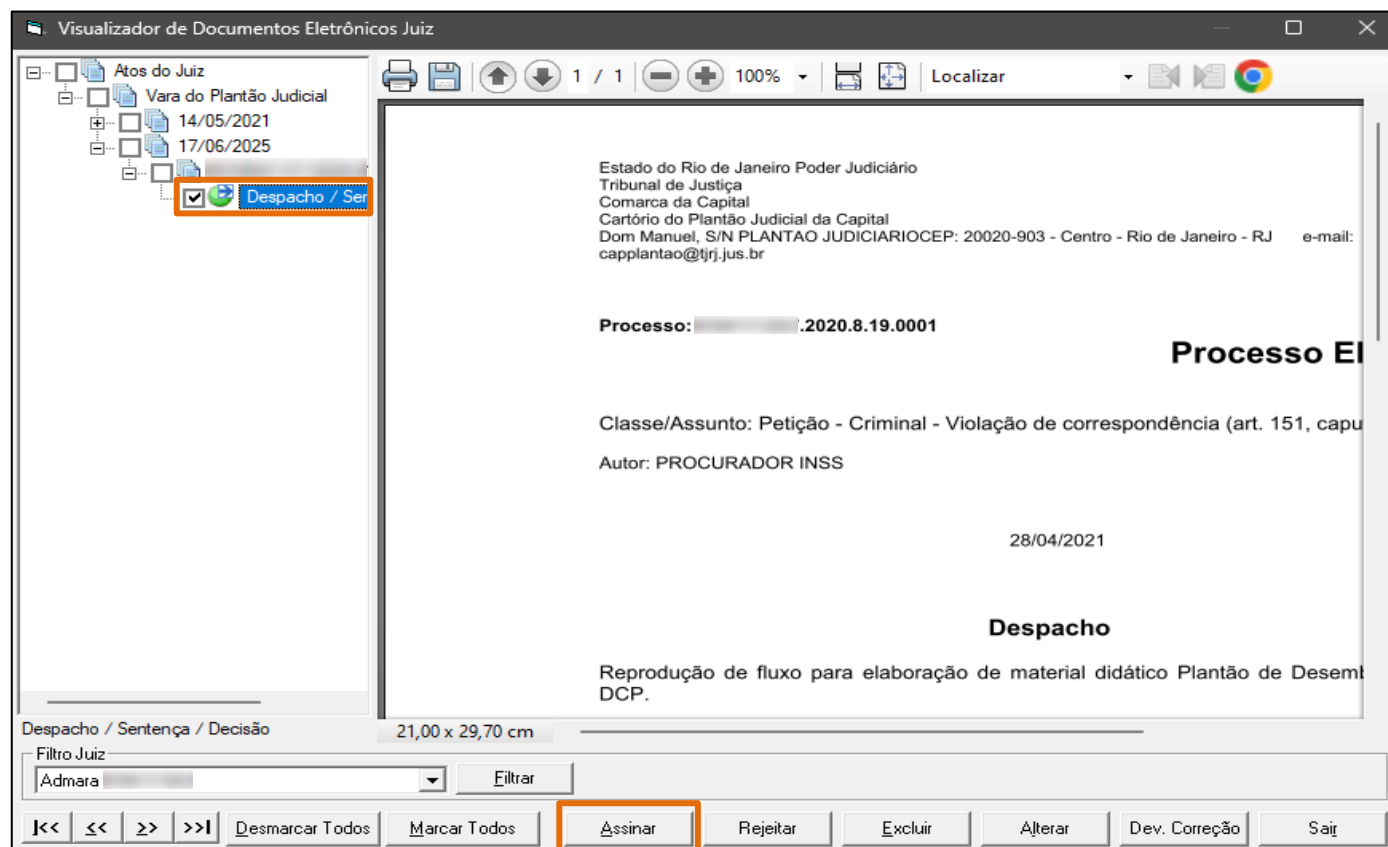 Visualizador de Documentos Eletrônicos Juiz
Atos do Juiz
Vara do Plantão Judicial
14/05/2021
17/06/2025
Despacho / Ser
1 / 1 100% Localizar
Estado do Rio de Janeiro Poder Judiciário
Tribunal de Justiça
Comarca da Capital
Cartório do Plantão Judicial da Capital
Dom Manuel, S/N PLANTAO JUDICIARIOCEP: 20020-903 - Centro - Rio de Janeiro - RJ e-mail:
capplantao@tjrj.jus.br
Processo: .2020.8.19.0001
Processo El
Classe/Assunto: Petição - Criminal - Violação de correspondência (art. 151, capu
Autor: PROCURADOR INSS
28/04/2021
Despacho
Reprodução de fluxo para elaboração de material didático Plantão de Desemb
DCP.
Despacho / Sentença / Decisão
21,00 x 29,70 cm
Filtro Juiz
Admara
Filtrar
|<< << >> >>| Desmarcar Todos Marcar Todos Assinar Rejeitar Excluir Alterar Dev. Correção Sair